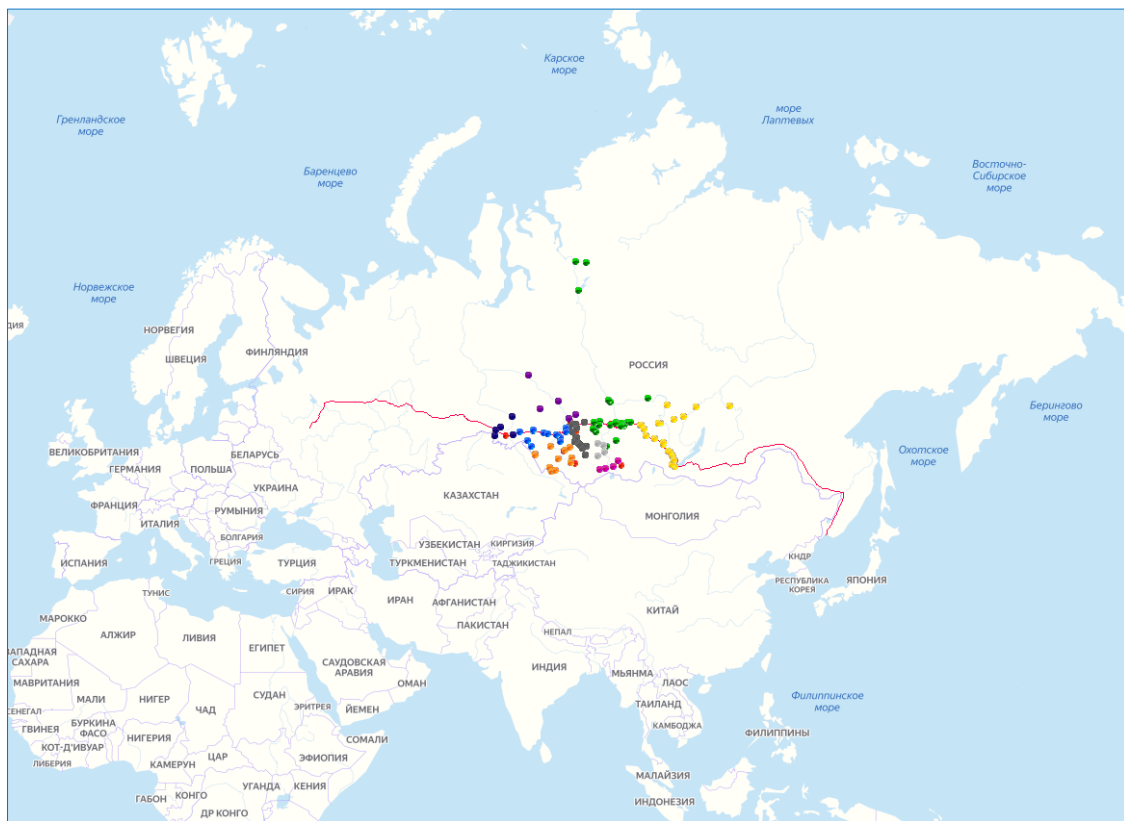 Карское
море
Гренландское
море
море
Лаптевых
Баренцево
море
Восточно-
Сибирское
море
Норвежское
море
ДИЯ
НОРВЕГИЯ
ШВЕЦИЯ
ФИНЛЯНДИЯ
РОССИЯ
Берингово
море
Охотское
море
ВЕЛИКОБРИТАНИЯ
БЕЛАРУСЬ
ГЕРМАНИЯ
ПОЛЬША
УКРАИНА
КАЗАХСТАН
ФРАНЦИЯ
РУМЫНИЯ
МОНГОЛИЯ
ИТАЛИЯ
БОЛГАРИЯ
УЗБЕКИСТАН
КИРГИЗИЯ
КНДР
ИСПАНИЯ
ГРЕЦИЯ
ТУРЦИЯ
ТУРКМЕНИСТАН
ТАДЖИКИСТАН
РЕСПУБЛИКА
КОРЕЯ
ЯПОНИЯ
ТУНИС
СИРИЯ
ИРАК
ИРАН
АФГАНИСТАН
КИТАЙ
МАРОККО
АЛЖИР
ЛИВИЯ
ЕГИПЕТ
ПАКИСТАН
НЕПАЛ
ЗАПАДНАЯ
САХАРА
САУДОВСКАЯ
АРАВИЯ
ОМАН
ИНДИЯ
МЬЯНМА
ЛАОС
МАВРИТАНИЯ
МАЛИ
НИГЕР
ЧАД
СУДАН
ЭРИТРЕЯ
ЙЕМЕН
ТАИЛАНД
КАМБОДЖА
Филиппинское
море
СЕНЕГАЛ
БУРКИНА
ФАСО
ГВИНЕЯ
НИГЕРИЯ
СОМАЛИ
ФИЛИППИНЫ
КОТ-Д'ИВУАР
ЛИБЕРИЯ
КАМЕРУН
ЦАР
ЭФИОПИЯ
МАЛАЙЗИЯ
ГАБОН
КОНГО
УГАНДА
КЕНИЯ
ИНДОНЕЗИЯ
ДР КОНГО